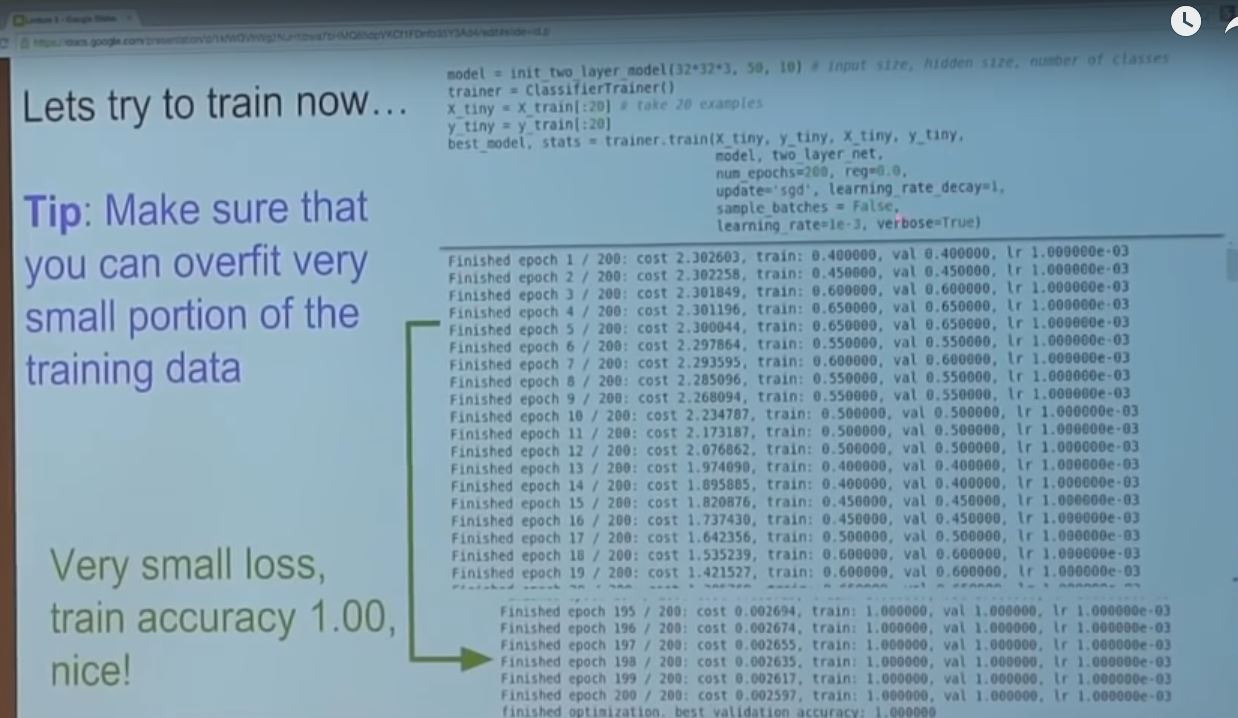 Lecture 5 - Google Slides
Lets try to train now...
Tip: Make sure that
you can overfit very
small portion of the
training data
Very small loss,
train accuracy 1.00,
nice!
model = init_two_layer_model(32*32*3, 50, 10) # input size, hidden size, number of classes
trainer = ClassifierTrainer()
X_tiny = X_train[:20] # take 20 examples
y_tiny = y_train[:20]
best_model, stats = trainer.train(X_tiny, y_tiny, X_tiny, y_tiny,
model, two_layer_net,
num_epochs=200, reg=0.0,
update='sgd', learning_rate_decay=1,
sample_batches = False,
learning_rate=1e-3, verbose=True)
Finished epoch 1 / 200: cost 2.302603, train: 0.400000, val 0.400000, lr 1.000000e-03
Finished epoch 2 / 200: cost 2.302258, train: 0.450000, val 0.450000, lr 1.000000e-03
Finished epoch 3 / 200: cost 2.301849, train: 0.600000, val 0.600000, lr 1.000000e-03
Finished epoch 4 / 200: cost 2.301196, train: 0.650000, val 0.650000, lr 1.000000e-03
Finished epoch 5 / 200: cost 2.300044, train: 0.650000, val 0.650000, lr 1.000000e-03
Finished epoch 6 / 200: cost 2.297864, train: 0.550000, val 0.550000, lr 1.000000e-03
Finished epoch 7 / 200: cost 2.293595, train: 0.600000, val 0.600000, lr 1.000000e-03
Finished epoch 8 / 200: cost 2.285096, train: 0.550000, val 0.550000, lr 1.000000e-03
Finished epoch 9 / 200: cost 2.268094, train: 0.550000, val 0.550000, lr 1.000000e-03
Finished epoch 10 / 200: cost 2.234787, train: 0.500000, val 0.500000, lr 1.000000e-03
Finished epoch 11 / 200: cost 2.173187, train: 0.500000, val 0.500000, lr 1.000000e-03
Finished epoch 12 / 200: cost 2.076862, train: 0.500000, val 0.500000, lr 1.000000e-03
Finished epoch 13 / 200: cost 1.974090, train: 0.400000, val 0.400000, lr 1.000000e-03
Finished epoch 14 / 200: cost 1.895885, train: 0.400000, val 0.400000, lr 1.000000e-03
Finished epoch 15 / 200: cost 1.820876, train: 0.450000, val 0.450000, lr 1.000000e-03
Finished epoch 16 / 200: cost 1.737430, train: 0.450000, val 0.450000, lr 1.000000e-03
Finished epoch 17 / 200: cost 1.642356, train: 0.500000, val 0.500000, lr 1.000000e-03
Finished epoch 18 / 200: cost 1.535239, train: 0.600000, val 0.600000, lr 1.000000e-03
Finished epoch 19 / 200: cost 1.421527, train: 0.600000, val 0.600000, lr 1.000000e-03
Finished epoch 195 / 200: cost 0.002694, train: 1.000000, val 1.000000, lr 1.000000e-03
Finished epoch 196 / 200: cost 0.002674, train: 1.000000, val 1.000000, lr 1.000000e-03
Finished epoch 197 / 200: cost 0.002655, train: 1.000000, val 1.000000, lr 1.000000e-03
Finished epoch 198 / 200: cost 0.002635, train: 1.000000, val 1.000000, lr 1.000000e-03
Finished epoch 199 / 200: cost 0.002617, train: 1.000000, val 1.000000, lr 1.000000e-03
Finished epoch 200 / 200: cost 0.002597, train: 1.000000, val 1.000000, lr 1.000000e-03
finished optimization. best validation accuracy: 1.000000